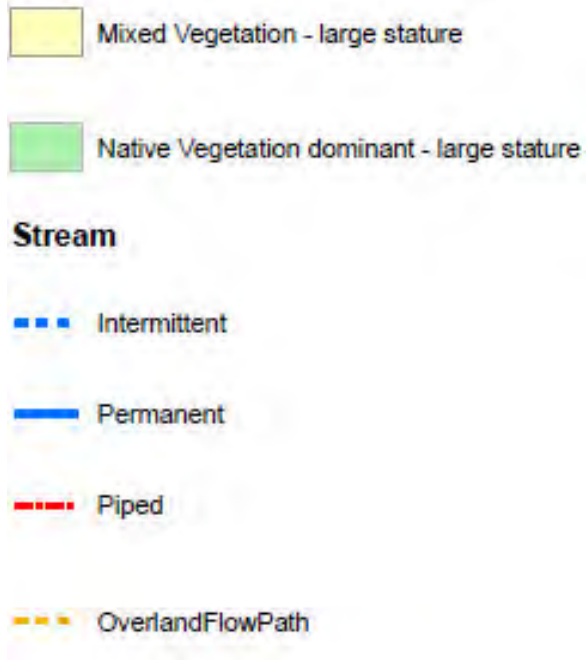 Mixed Vegetation - large stature
Native Vegetation dominant - large stature
Stream
Intermittent
Permanent
Piped
OverlandFlowPath